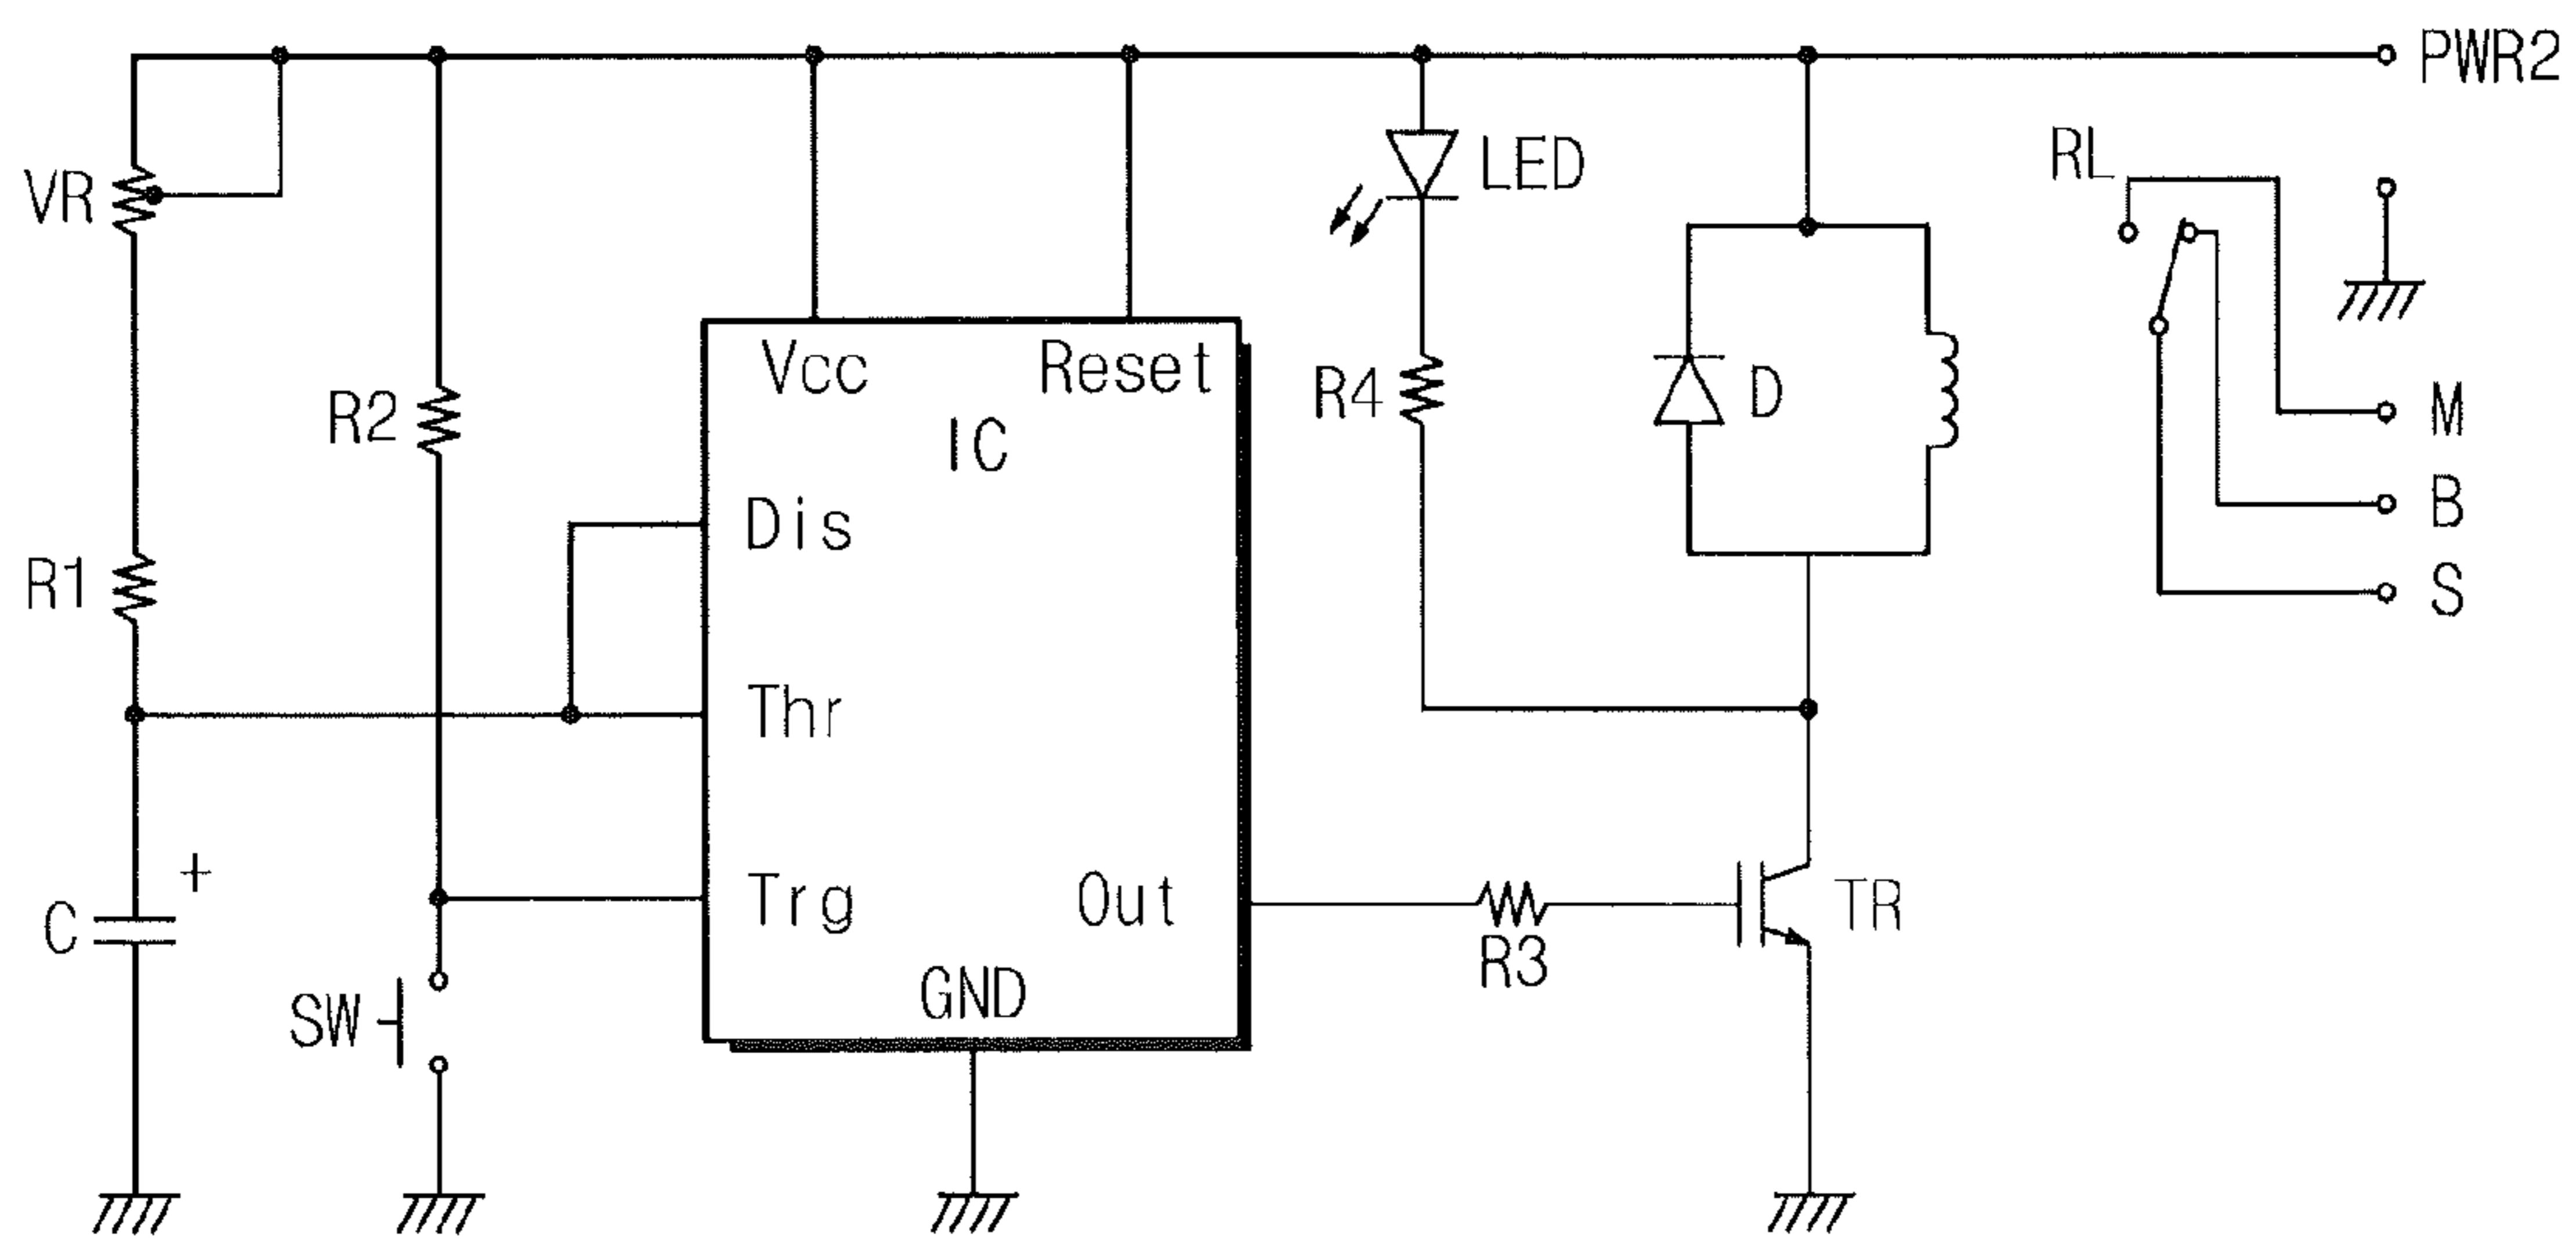 PWR2
RL
LED
VR
Vcc
Reset
R2
R4
D
M
IC
B
Dis
R1
S
Thr
+
C
Trg
Out
TR
R3
GND
SW